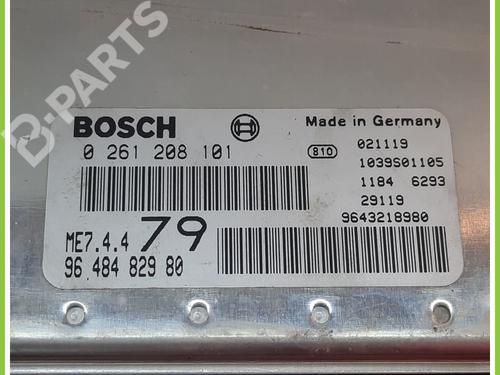 B-PARTS
BOSCH
Made in Germany
0 261 208 101
810
021119
1039S01105
1184 6293
29119
9643218980
ME7.4.4 79
96.484 829 80